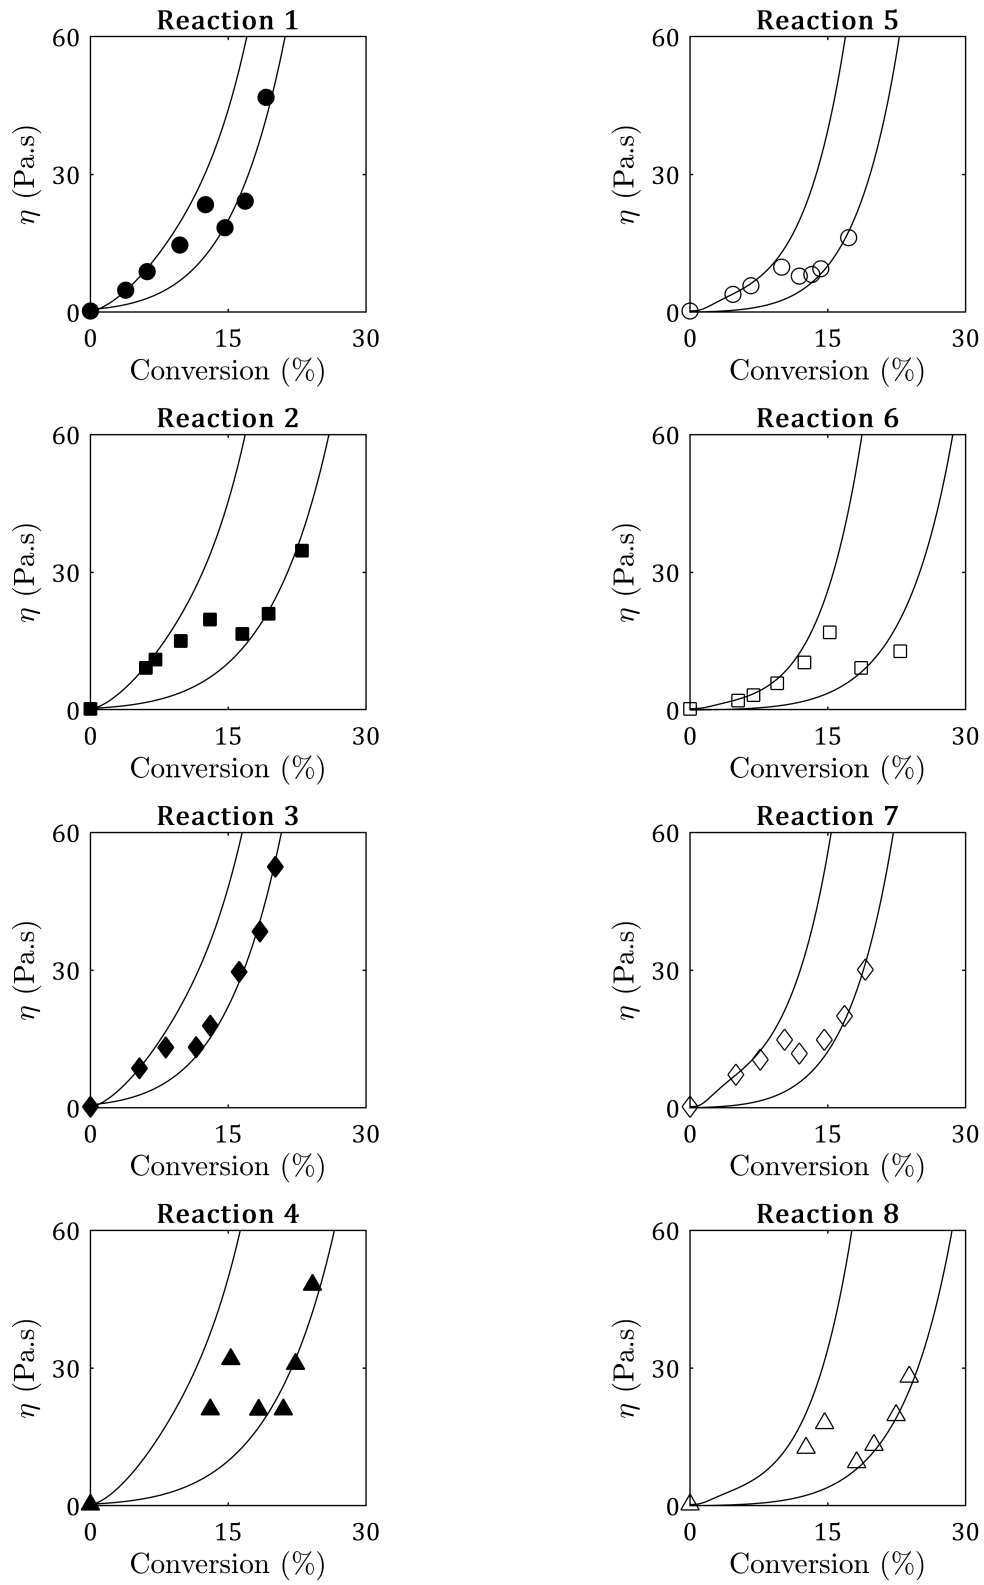 Reaction 1
60
30
0
0 15 30
η (Pa.s)
Conversion (%)
Reaction 5
60
30
0
0 15 30
η (Pa.s)
Conversion (%)
Reaction 2
60
30
0
0 15 30
η (Pa.s)
Conversion (%)
Reaction 6
60
30
0
0 15 30
η (Pa.s)
Conversion (%)
Reaction 3
60
30
0
0 15 30
η (Pa.s)
Conversion (%)
Reaction 7
60
30
0
0 15 30
η (Pa.s)
Conversion (%)
Reaction 4
60
30
0
0 15 30
η (Pa.s)
Conversion (%)
Reaction 8
60
30
0
0 15 30
η (Pa.s)
Conversion (%)